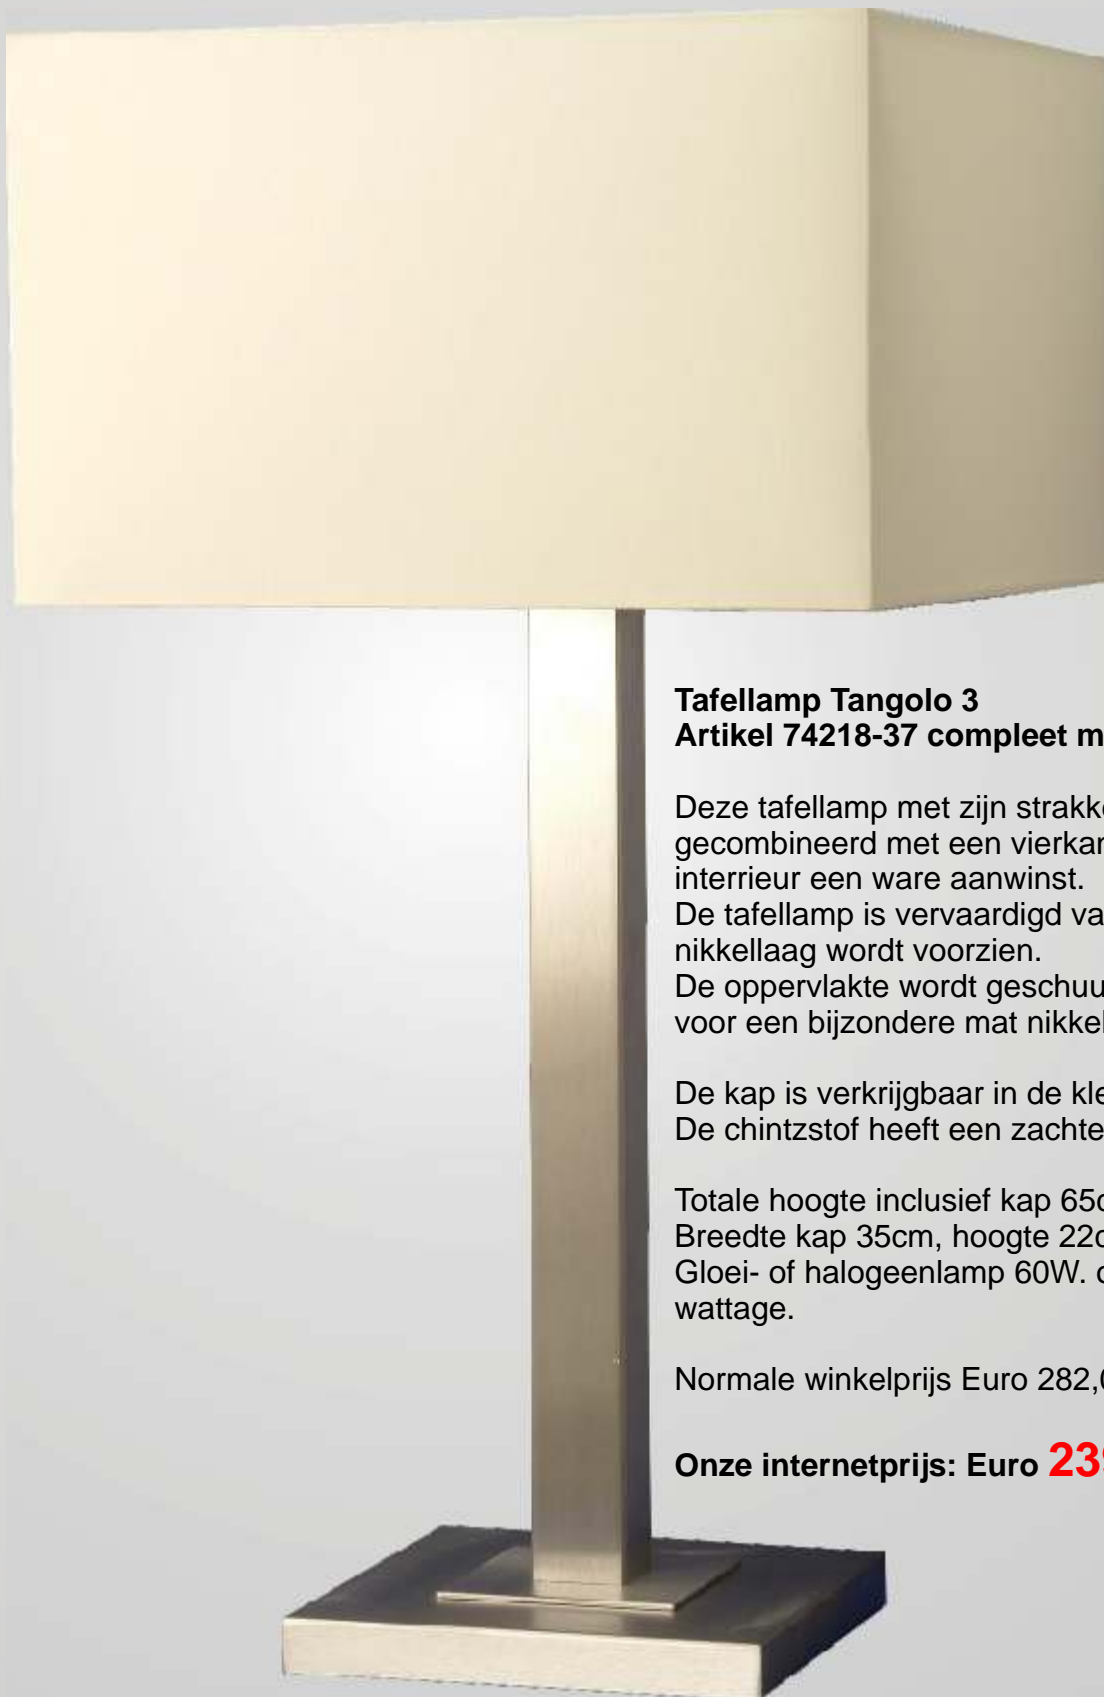 Tafellamp Tangolo 3
Artikel 74218-37 compleet
Deze tafellamp met zijn
gecombineerd met een
interrieur een ware aanwinst.
De tafellamp is vervaardigd
nikkellaag wordt voorzien.
De oppervlakte wordt
voor een bijzondere mat
De kap is verkrijgbaar in de
De chintzstof heeft een
Totale hoogte inclusief kap
Breedte kap 35cm, hoogte
Gloei- of halogeenlamp 60W.
wattage.
Normale winkelprijs Euro
Onze internetprijs: Euro